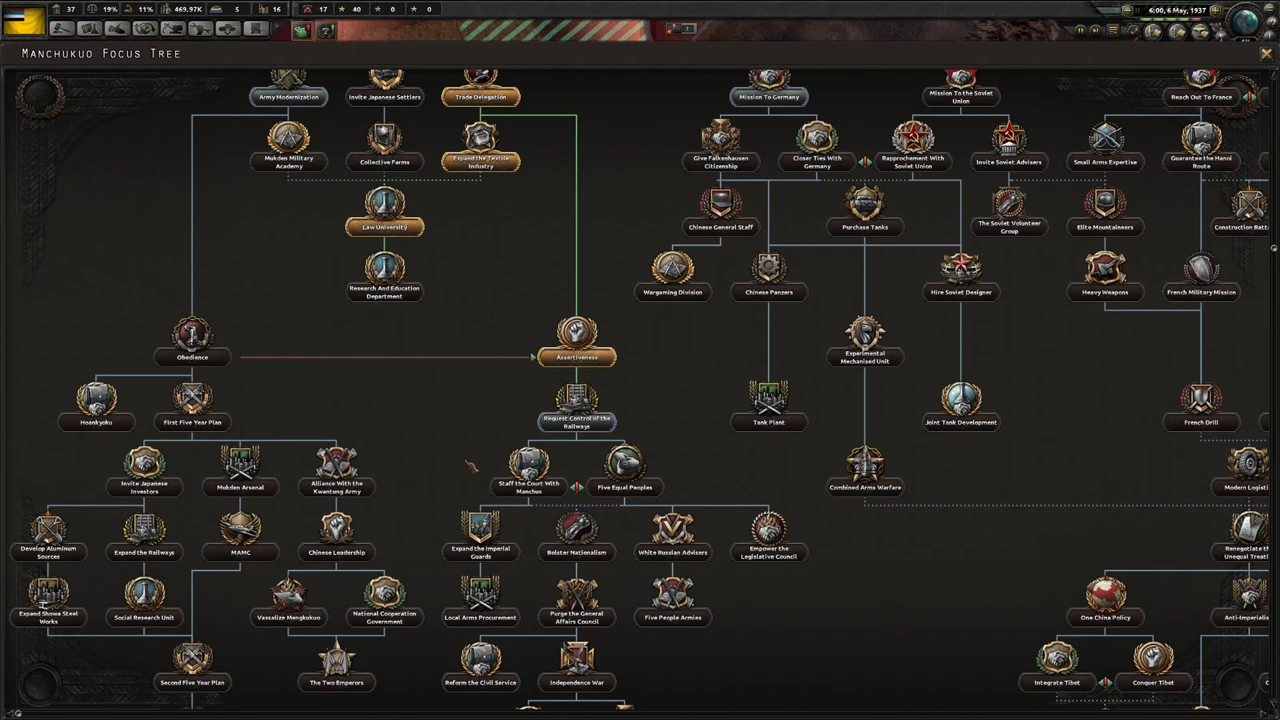 37 19% 11% 469.97K 5 16 17 40 0 0
6:00, 6 May, 1937
Manchukuo Focus Tree
Army Modernization
Invite Japanese Settlers
Trade Delegation
Mission To Germany
Mission To the Soviet
Union
Reach Out To France
Mukden Military
Academy
Collective Farms
Expand the Textile
Industry
Give Falkenhausen
Citizenship
Closer Ties With
Germany
Rapprochement With
Soviet Union
Invite Soviet Advisers
Small Arms Expertise
Guarantee the Hanoi
Route
Law University
Chinese General Staff
Purchase Tanks
The Soviet Volunteer
Group
Elite Mountaineers
Construction Batta
Research And Education
Department
Wargaming Division
Chinese Panzers
Hire Soviet Designer
Heavy Weapons
French Military Mission
Obedience
Assertiveness
Experimental
Mechanised Unit
Hoankyoku
First Five Year Plan
Request Control of the
Railways
Tank Plant
Joint Tank Development
French Drill
Invite Japanese
Investors
Mukden Arsenal
Alliance With the
Kwantung Army
Staff the Court With
Manchus
Five Equal Peoples
Combined Arms Warfare
Modern Logisti
Develop Aluminum
Sources
Expand the Railways
MAMC
Chinese Leadership
Expand the Imperial
Guards
Bolster Nationalism
White Russian Advisers
Empower the
Legislative Council
Renegotiate th
Unequal Treati
Expand Showa Steel
Works
Social Research Unit
Vassalize Mengkukuo
National Cooperation
Government
Local Arms Procurement
Purge the General
Affairs Council
Five People Armies
One China Policy
Anti-Imperialis
Second Five Year Plan
The Two Emperors
Reform the Civil Service
Independence War
Integrate Tibet
Conquer Tibet